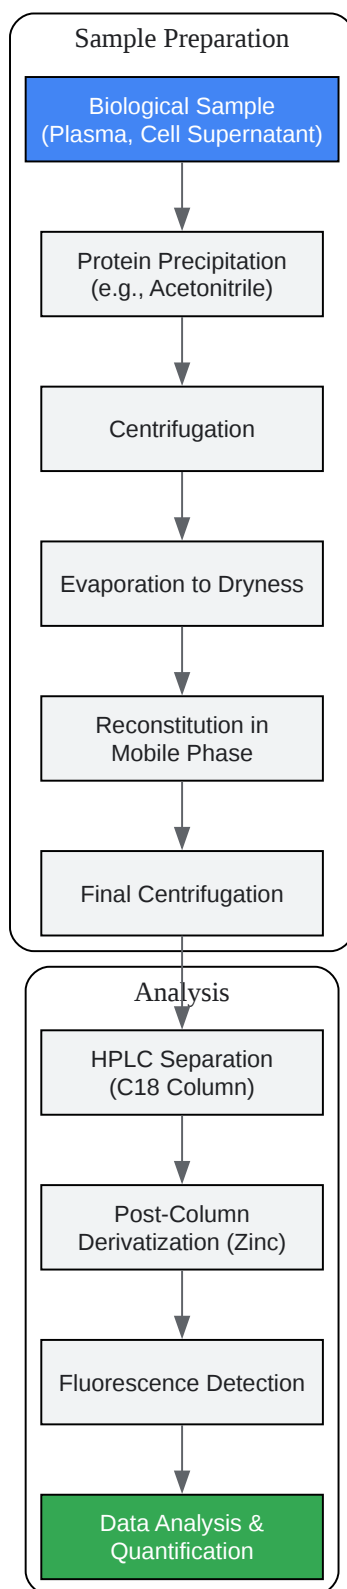 Sample Preparation
Biological Sample
(Plasma, Cell Supernatant)
Protein Precipitation
(e.g., Acetonitrile)
Centrifugation
Evaporation to Dryness
Reconstitution in
Mobile Phase
Final Centrifugation
Analysis
HPLC Separation
(C18 Column)
Post-Column
Derivatization (Zinc)
Fluorescence Detection
Data Analysis &
Quantification